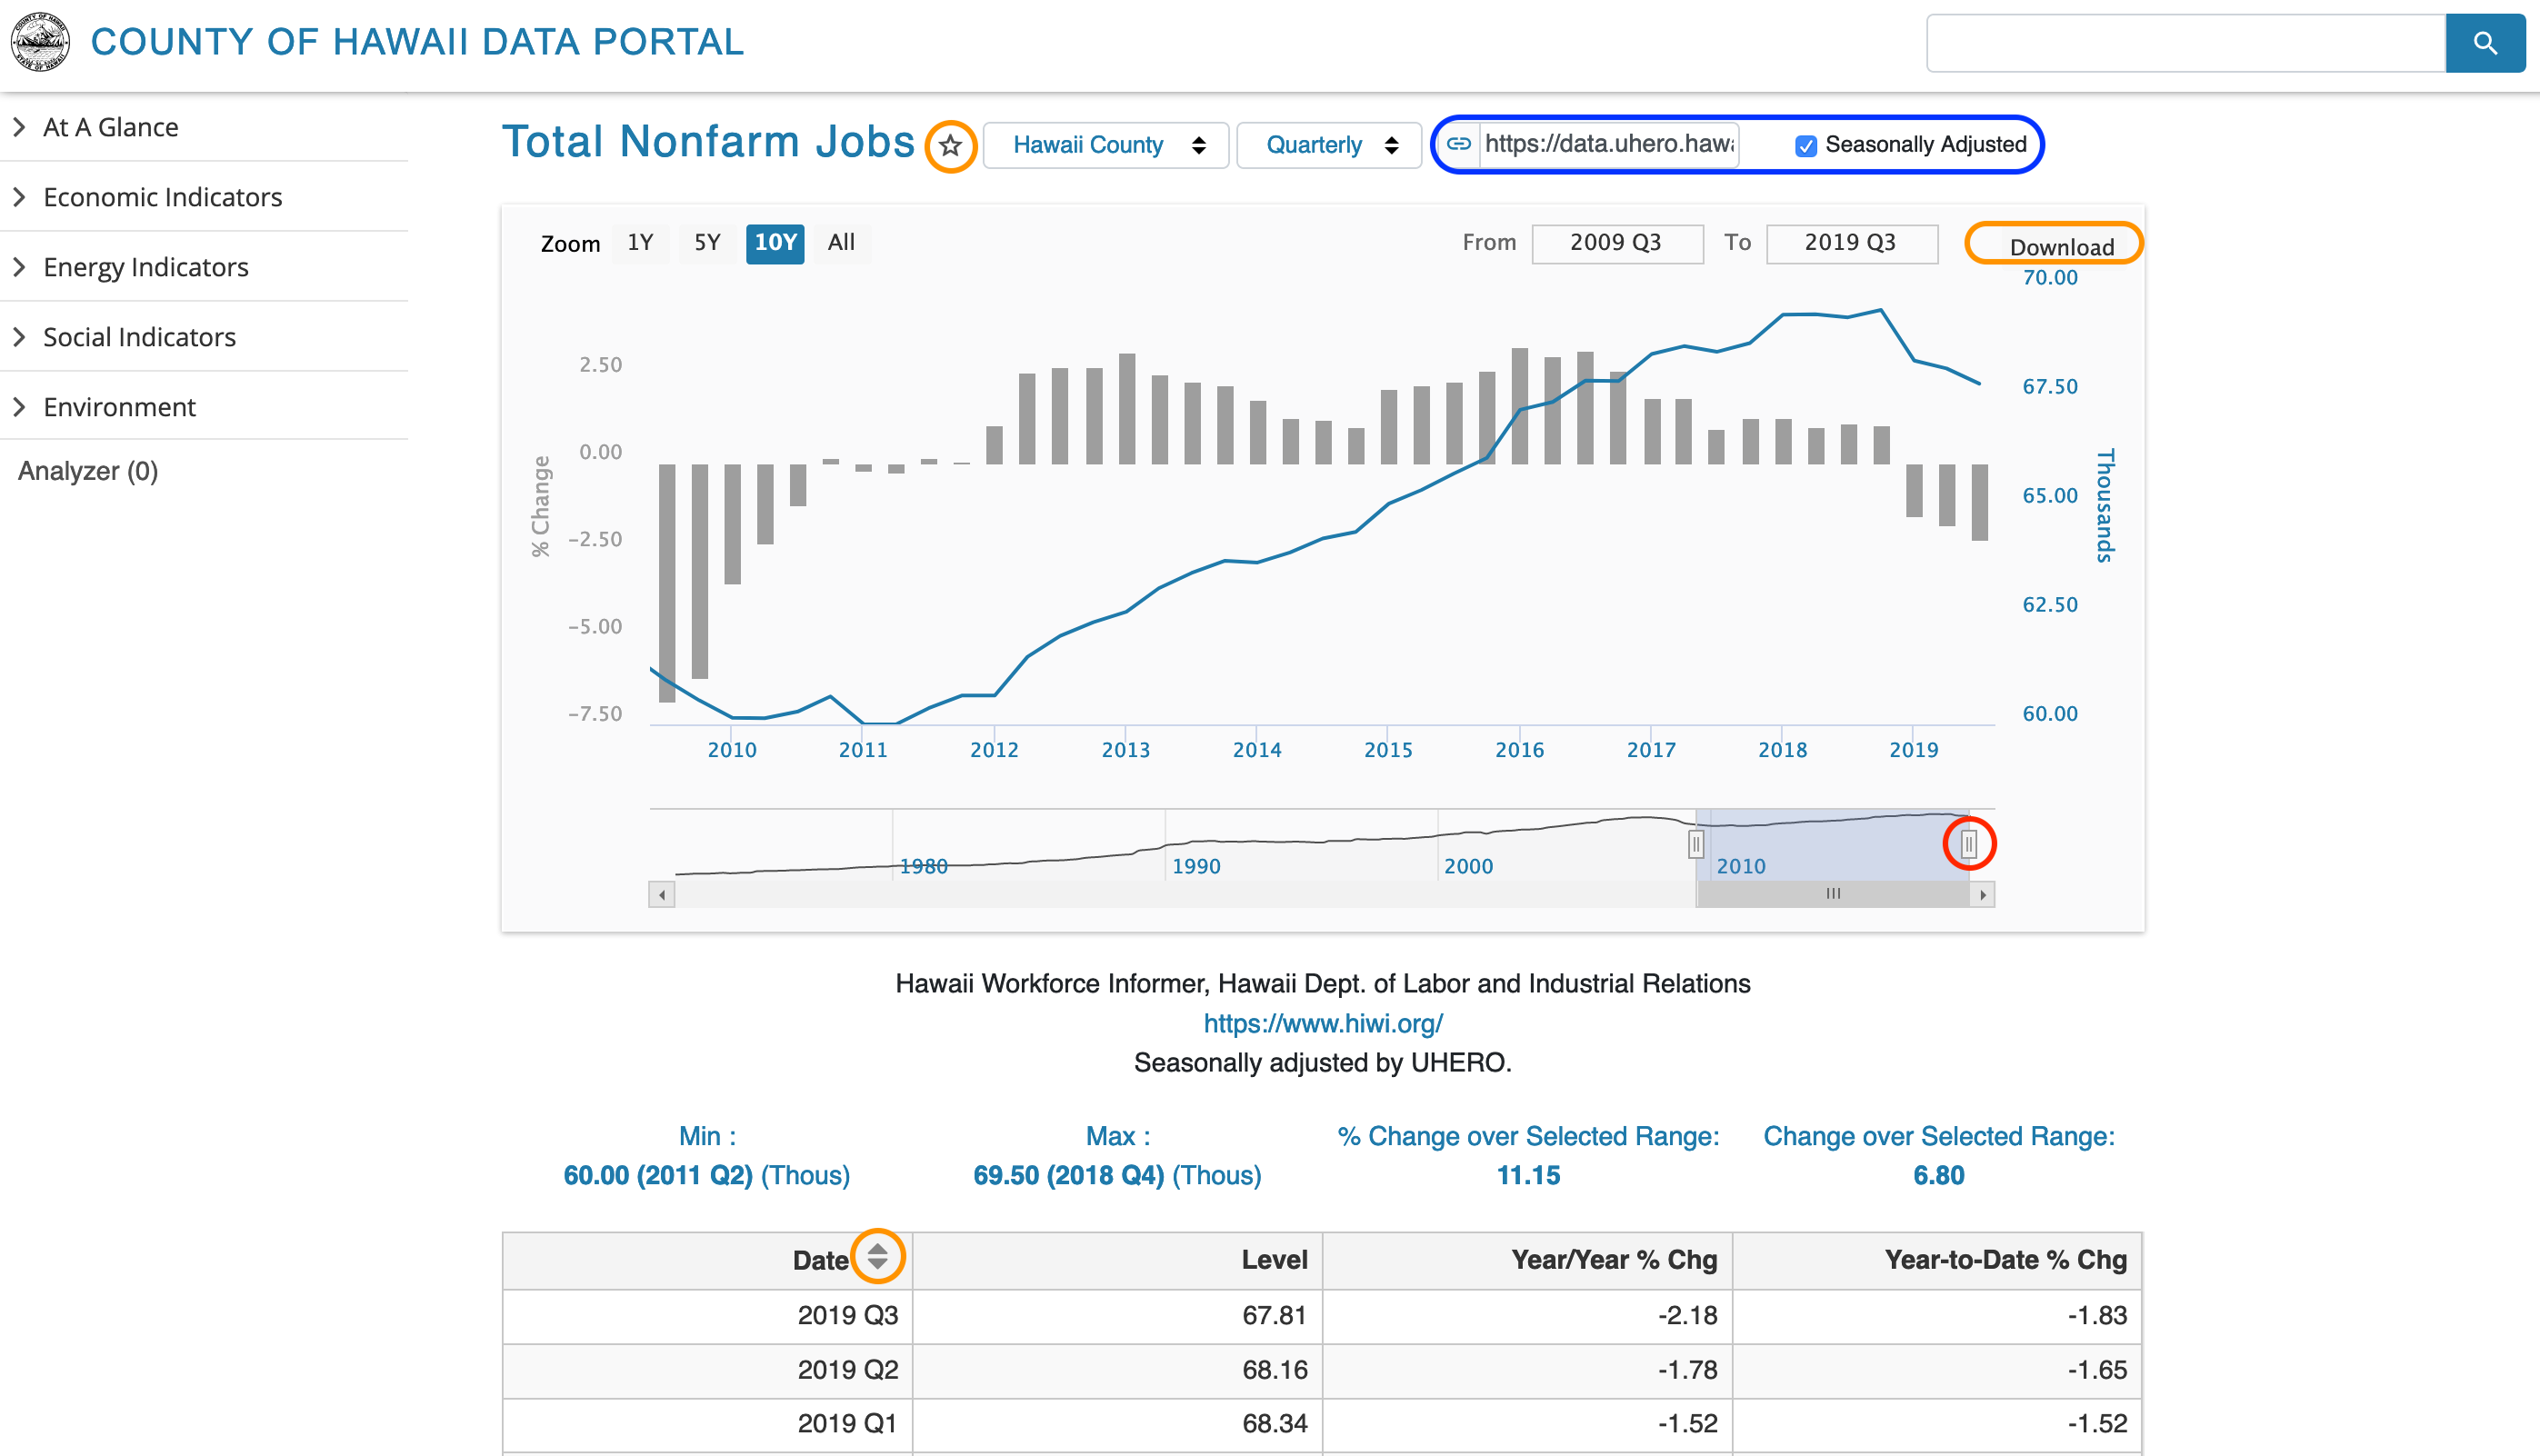 COUNTY OF HAWAII DATA PORTAL
At A Glance
Economic Indicators
Energy Indicators
Social Indicators
Environment
Analyzer (0)
Total Nonfarm Jobs Hawaii County Quarterly https://data.uhero.hawa Seasonally Adjusted
Zoom 1Y 5Y 10Y All From 2009 Q3 To 2019 Q3 Download
% Change
2.50
0.00
−2.50
−5.00
−7.50
70.00
67.50
65.00
62.50
60.00
Thousands
2010 2011 2012 2013 2014 2015 2016 2017 2018 2019
1980 1990 2000 2010
Hawaii Workforce Informer, Hawaii Dept. of Labor and Industrial Relations
https://www.hiwi.org/
Seasonally adjusted by UHERO.
Min : Max : % Change over Selected Range: Change over Selected Range:
60.00 (2011 Q2) (Thous) 69.50 (2018 Q4) (Thous) 11.15 6.80
Date Level Year/Year % Chg Year-to-Date % Chg
2019 Q3 67.81 -2.18 -1.83
2019 Q2 68.16 -1.78 -1.65
2019 Q1 68.34 -1.52 -1.52